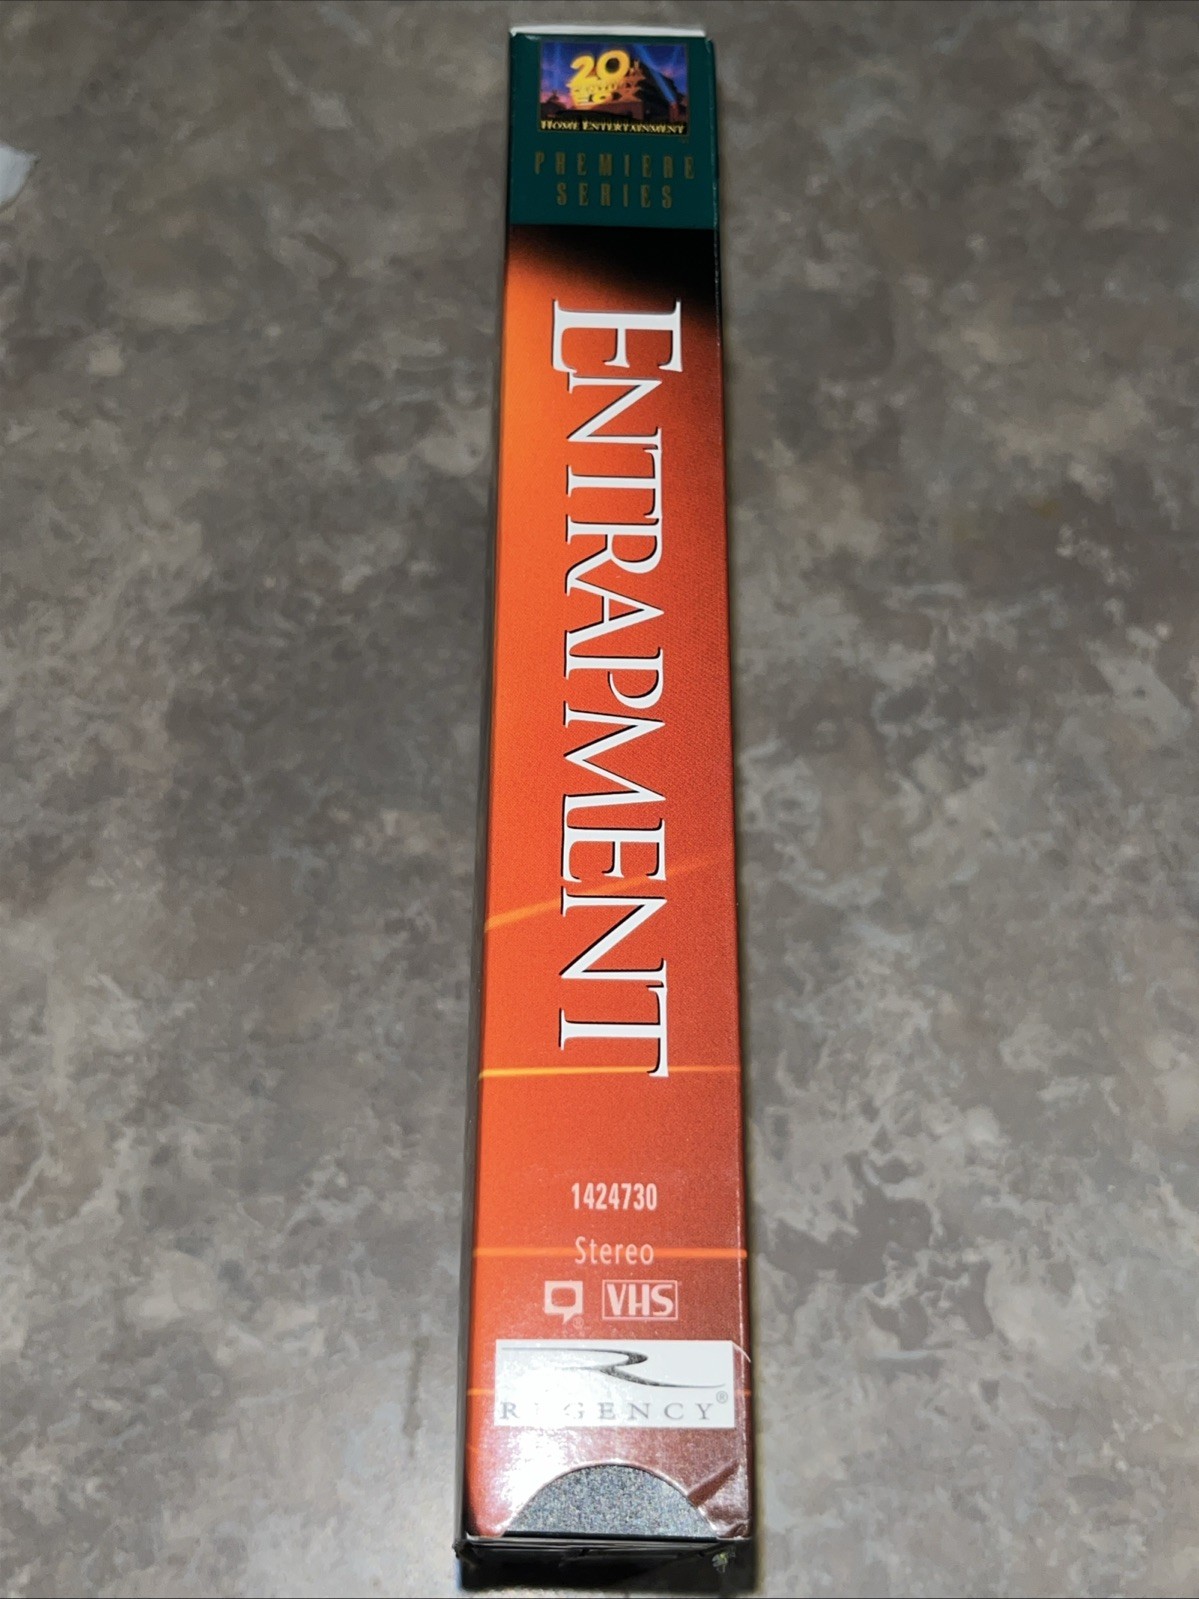 20th
CENTURY
FOX
HOME ENTERTAINMENT
PREMIERE
SERIES
ENTRAPMENT
1424730
Stereo
VHS
REGENCY®